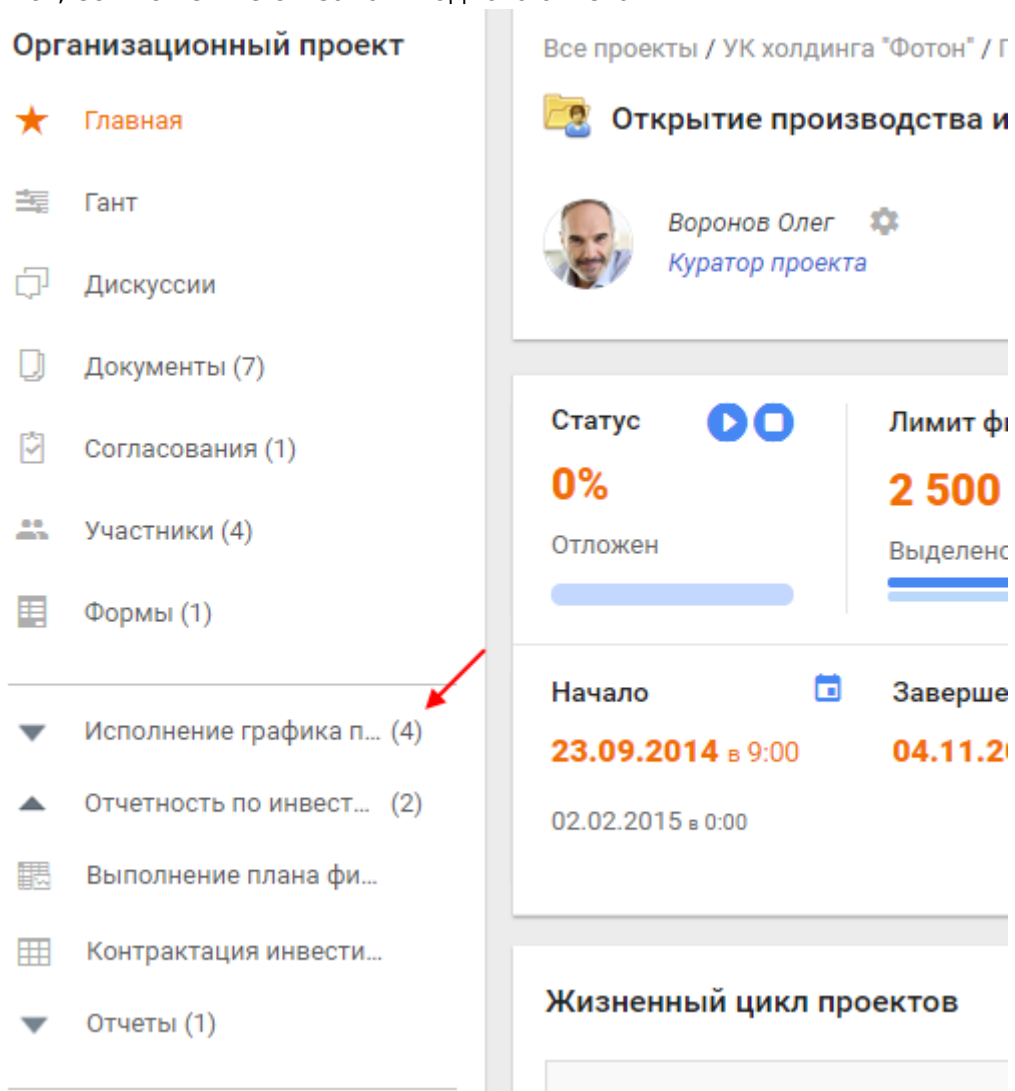 Организационный проект
Главная
Гант
Дискуссии
Документы (7)
Согласования (1)
Участники (4)
Формы (1)
Исполнение графика п... (4)
Отчетность по инвест... (2)
Выполнение плана фи...
Контрактация инвести...
Отчеты (1)
Все проекты / УК холдинга "Фотон" /
Открытие производства и
Воронов Олег
Куратор проекта
Статус
0%
Отложен
Лимит
2 500
Выделено
Начало
23.09.2014 в 9:00
02.02.2015 в 0:00
Заверше
04.11.20
Жизненный цикл проектов